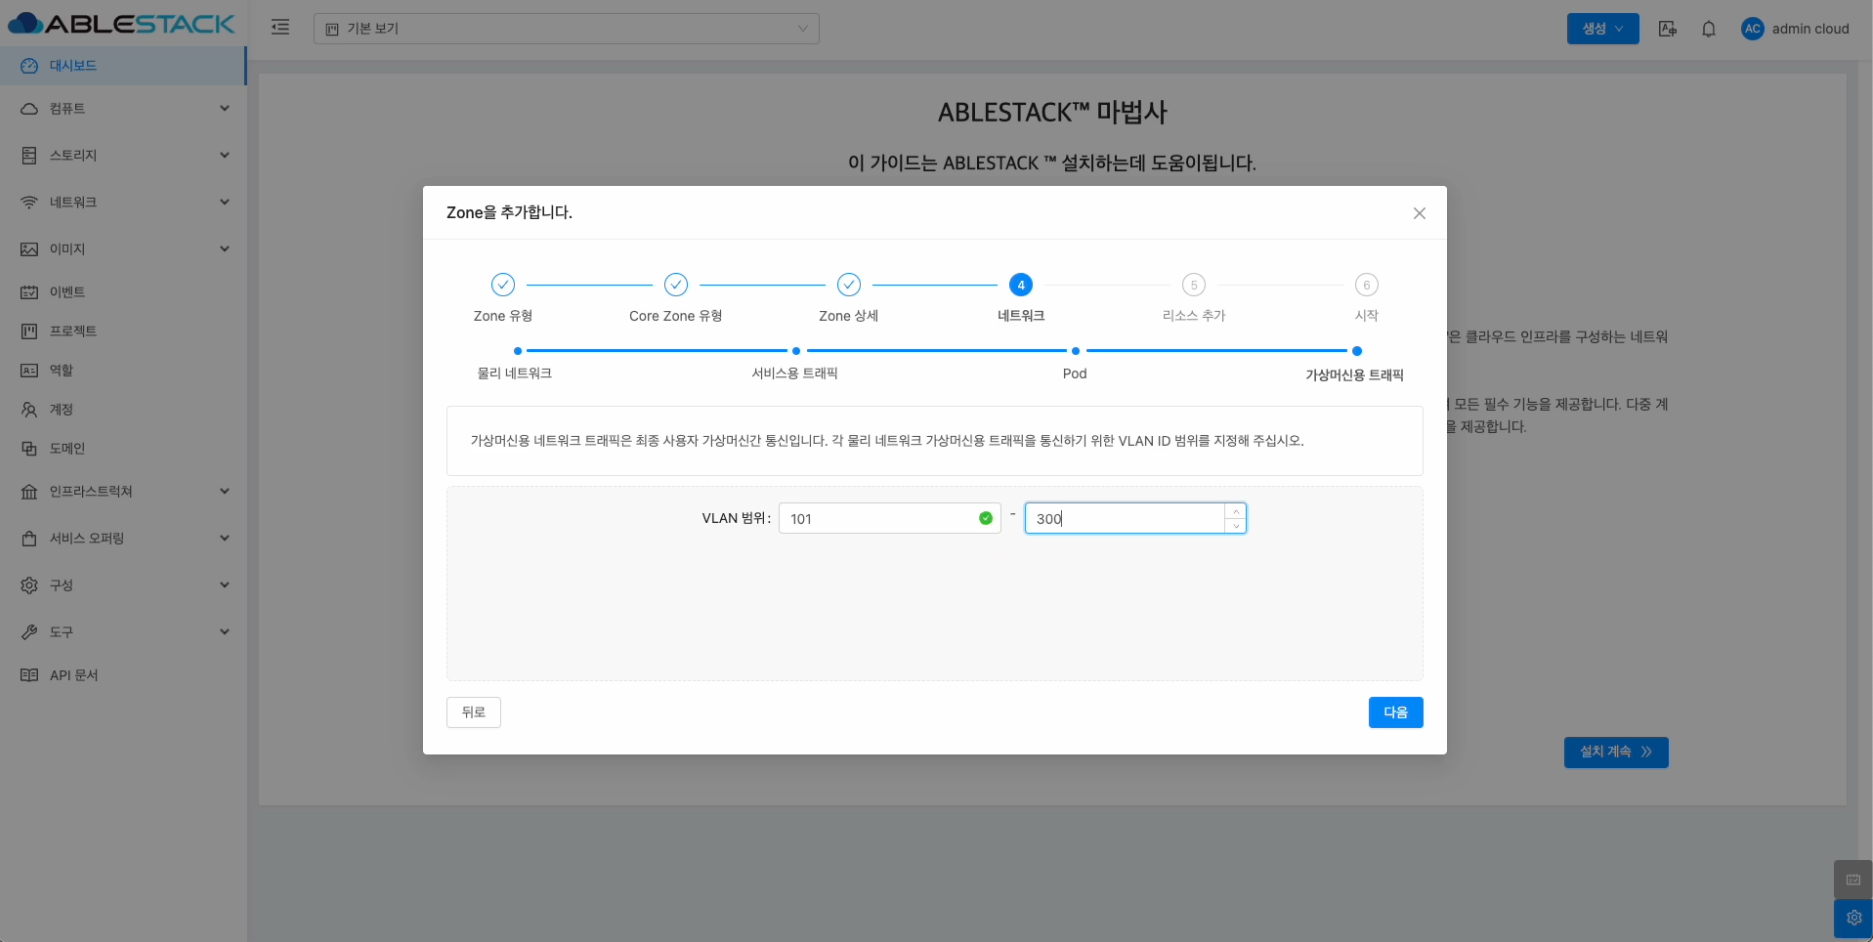 ABLESTACK
기본 보기
생성
AC admin cloud
대시보드
컴퓨트
스토리지
네트워크
이미지
이벤트
프로젝트
역할
계정
도메인
인프라스트럭쳐
서비스 오퍼링
구성
도구
API 문서
ABLESTACK™ 마법사
이 가이드는 ABLESTACK ™ 설치하는데 도움이됩니다.
은 클라우드 인프라를 구성하는 네트워
모든 필수 기능을 제공합니다. 다중 계
을 제공합니다.
Zone을 추가합니다.
4
5
6
Zone 유형
Core Zone 유형
Zone 상세
네트워크
리소스 추가
시작
물리 네트워크
서비스용 트래픽
Pod
가상머신용 트래픽
가상머신용 네트워크 트래픽은 최종 사용자 가상머신간 통신입니다. 각 물리 네트워크 가상머신용 트래픽을 통신하기 위한 VLAN ID 범위를 지정해 주십시오.
VLAN 범위: 101 - 300
뒤로
다음
설치 계속